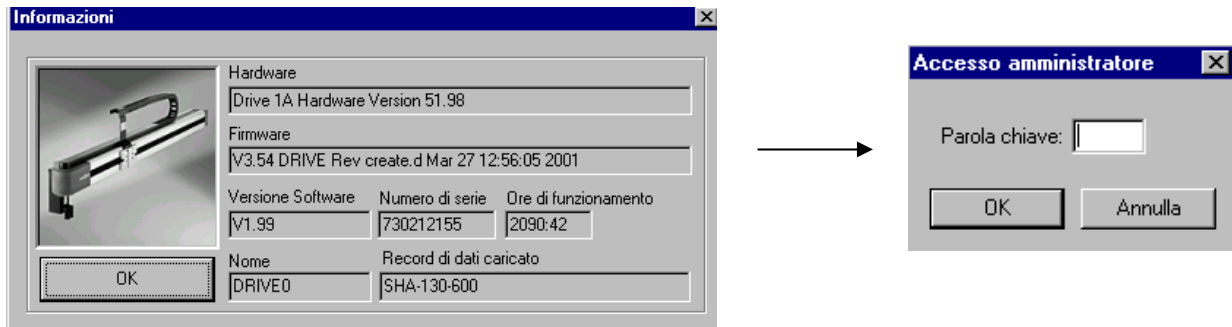 Informazioni
Hardware
Drive 1A Hardware Version 51.98
Firmware
V3.54 DRIVE Rev create.d Mar 27 12:56:05 2001
Versione Software Numero di serie Ore di funzionamento
V1.99 730212155 2090:42
Nome Record di dati caricato
DRIVE0 SHA-130-600
OK
Accesso amministratore
Parola chiave:
OK Annulla